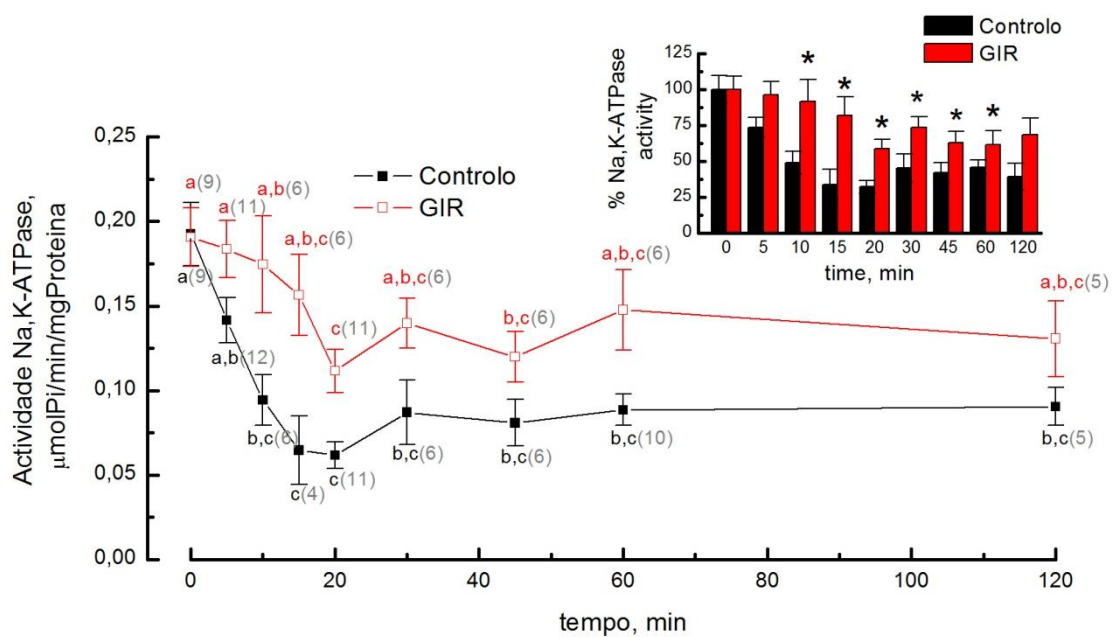 Controlo
GIR
125
100
75
50
25
0
% Na,K-ATPase
activity
* * * * * *
0 5 10 15 20 30 45 60 120
time, min
Controlo
GIR
0,25
0,20
0,15
0,10
0,05
0,00
Actividade Na,K-ATPase,
µmolPi/min/mgProteina
a(9)
a(11)
a,b(6)
a,b,c(6)
c(11)
a,b,c(6)
b,c(6)
a,b,c(6)
a,b,c(5)
a(9)
a,b(12)
b,c(6)
c(4)
c(11)
b,c(6)
b,c(6)
b,c(10)
b,c(5)
0 20 40 60 80 100 120
tempo, min